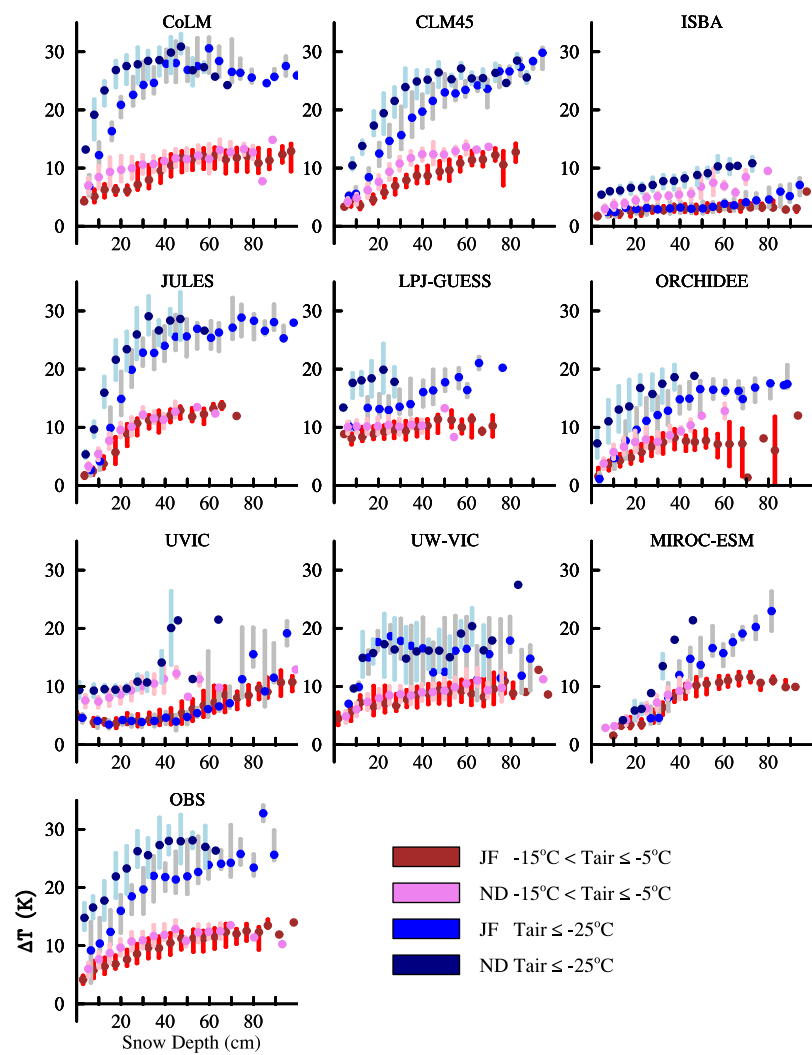 CoLM CLM45 ISBA
30 30 30
20 20 20
10 10 10
0 0 0
20 40 60 80 20 40 60 80 20 40 60 80
JULES LPJ-GUESS ORCHIDEE
30 30 30
20 20 20
10 10 10
0 0 0
20 40 60 80 20 40 60 80 20 40 60 80
UVIC UW-VIC MIROC-ESM
30 30 30
20 20 20
10 10 10
0 0 0
20 40 60 80 20 40 60 80 20 40 60 80
OBS
30
20
10
0
20 40 60 80
ΔT (K)
Snow Depth (cm)
JF -15°C < Tair ≤ -5°C
ND -15°C < Tair ≤ -5°C
JF Tair ≤ -25°C
ND Tair ≤ -25°C